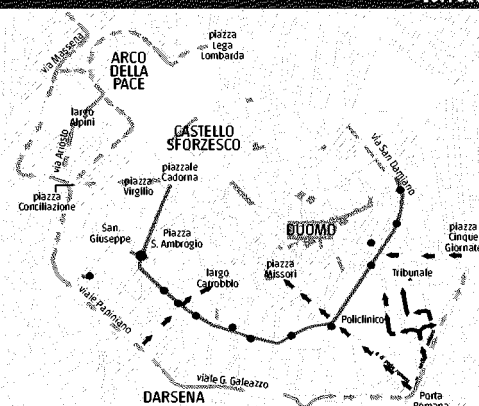 via Massena
ARCO
DELLA
PACE
piazza
Lega
Lombarda
largo
Alpini
via Ariosto
CASTELLO
SFORZESCO
via San Damiano
piazza
Conciliazione
piazza
Virgilio
piazzale
Cadorna
San
Giuseppe
Piazza
S. Ambrogio
DUOMO
piazza
Cinque
Giornate
largo
Carrobbio
piazza
Missori
Tribunale
viale Papiniano
Policlinico
viale G. Galeazzo
DARSENA
Porta
Romana